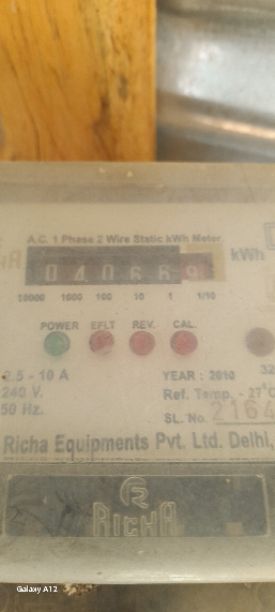 A.C. 1 Phase 2 Wire Static kWh Meter
040669 kWh
10000 1000 100 10 1 1/10
POWER EFLT REV. CAL.
2.5 - 10 A
240 V.
50 Hz.
YEAR : 2010
Ref. Temp. - 27°C
SL. No. 2164
Richa Equipments Pvt. Ltd. Delhi,
RICHA
Galaxy A12